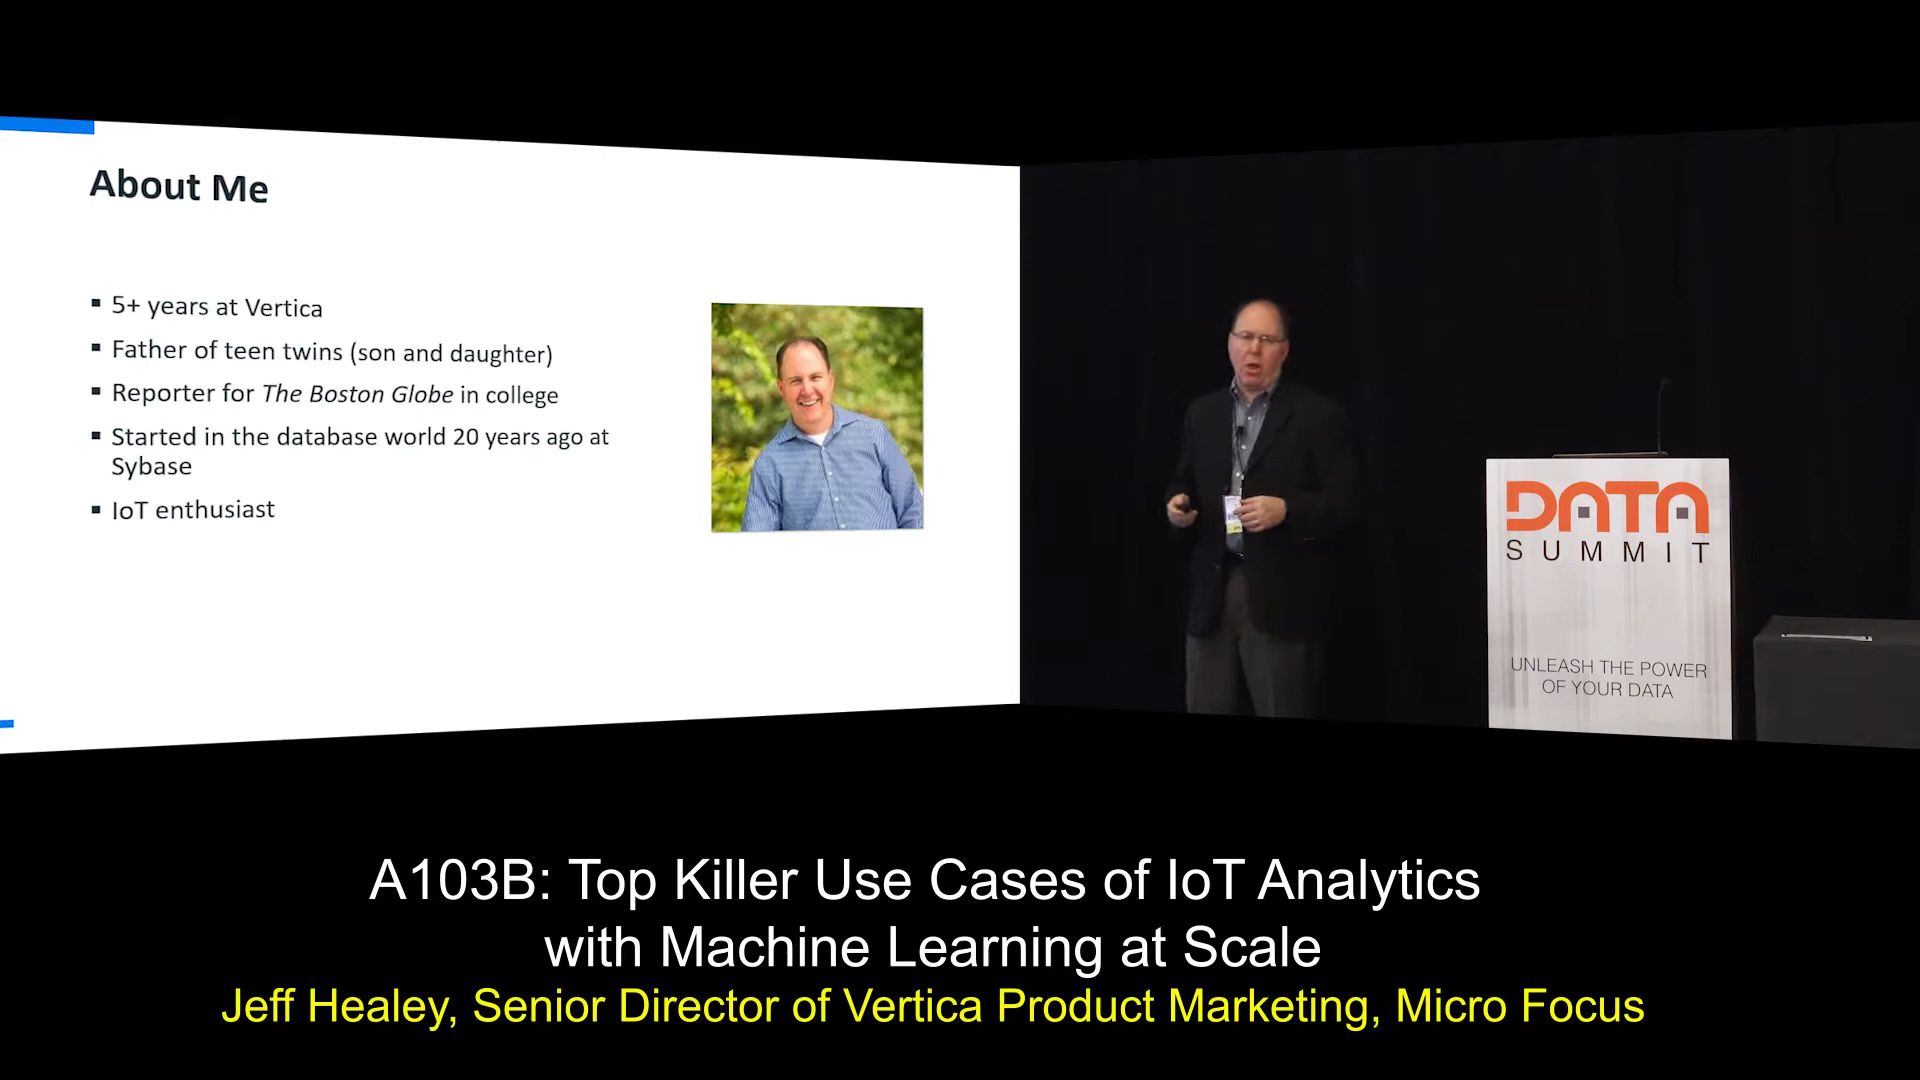 About Me
5+ years at Vertica
Father of teen twins (son and daughter)
Reporter for The Boston Globe in college
Started in the database world 20 years ago at
Sybase
IoT enthusiast
DATA
SUMMIT
UNLEASH THE POWER
OF YOUR DATA
A103B: Top Killer Use Cases of IoT Analytics
with Machine Learning at Scale
Jeff Healey, Senior Director of Vertica Product Marketing, Micro Focus